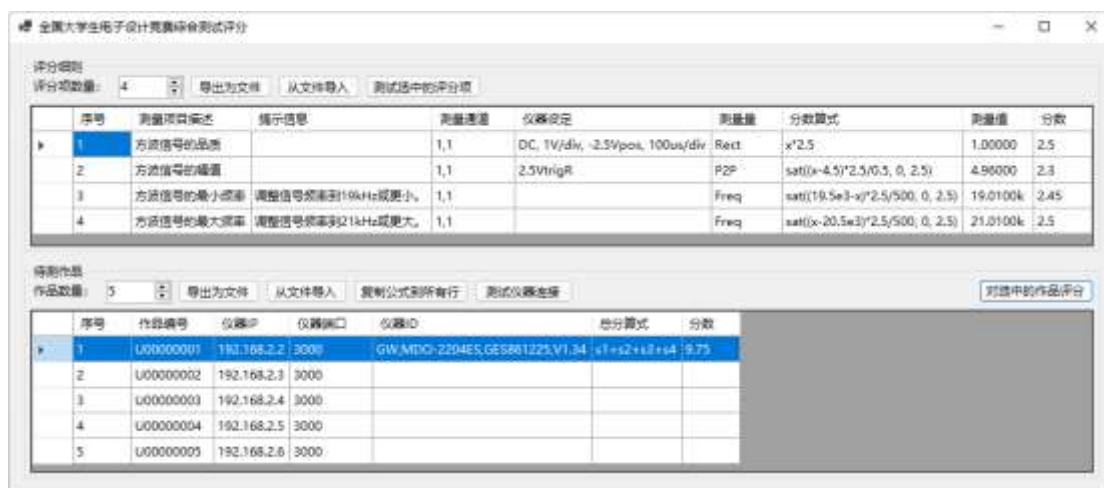 全国大学生电子设计竞赛综合测试评分
评分细则
评分项数量: 4 导出为文件 从文件导入 测试选中的评分项
序号 测量项目描述 提示信息 测量通道 仪器设定 测量量 分数算式 测量值 分数
1 方波信号的品质 1,1 DC, 1V/div, -2.5Vpos, 100us/div Rect x*2.5 1.00000 2.5
2 方波信号的幅值 1,1 2.5VtrigR P2P sat((x-4.5)*2.5/0.5, 0, 2.5) 4.96000 2.3
3 方波信号的最小频率 调整信号频率到19kHz或更小。 1,1 Freq sat((19.5e3-x)*2.5/500, 0, 2.5) 19.0100k 2.45
4 方波信号的最大频率 调整信号频率到21kHz或更大。 1,1 Freq sat((x-20.5e3)*2.5/500, 0, 2.5) 21.0100k 2.5
待测作品
作品数量: 5 导出为文件 从文件导入 复制公式到所有行 测试仪器连接 对选中的作品评分
序号 作品编号 仪器IP 仪器端口 仪器ID 总分算式 分数
1 U00000001 192.168.2.2 3000 GW,MDO-2204ES,GES861225,V1.34 s1+s2+s3+s4 9.75
2 U00000002 192.168.2.3 3000
3 U00000003 192.168.2.4 3000
4 U00000004 192.168.2.5 3000
5 U00000005 192.168.2.6 3000